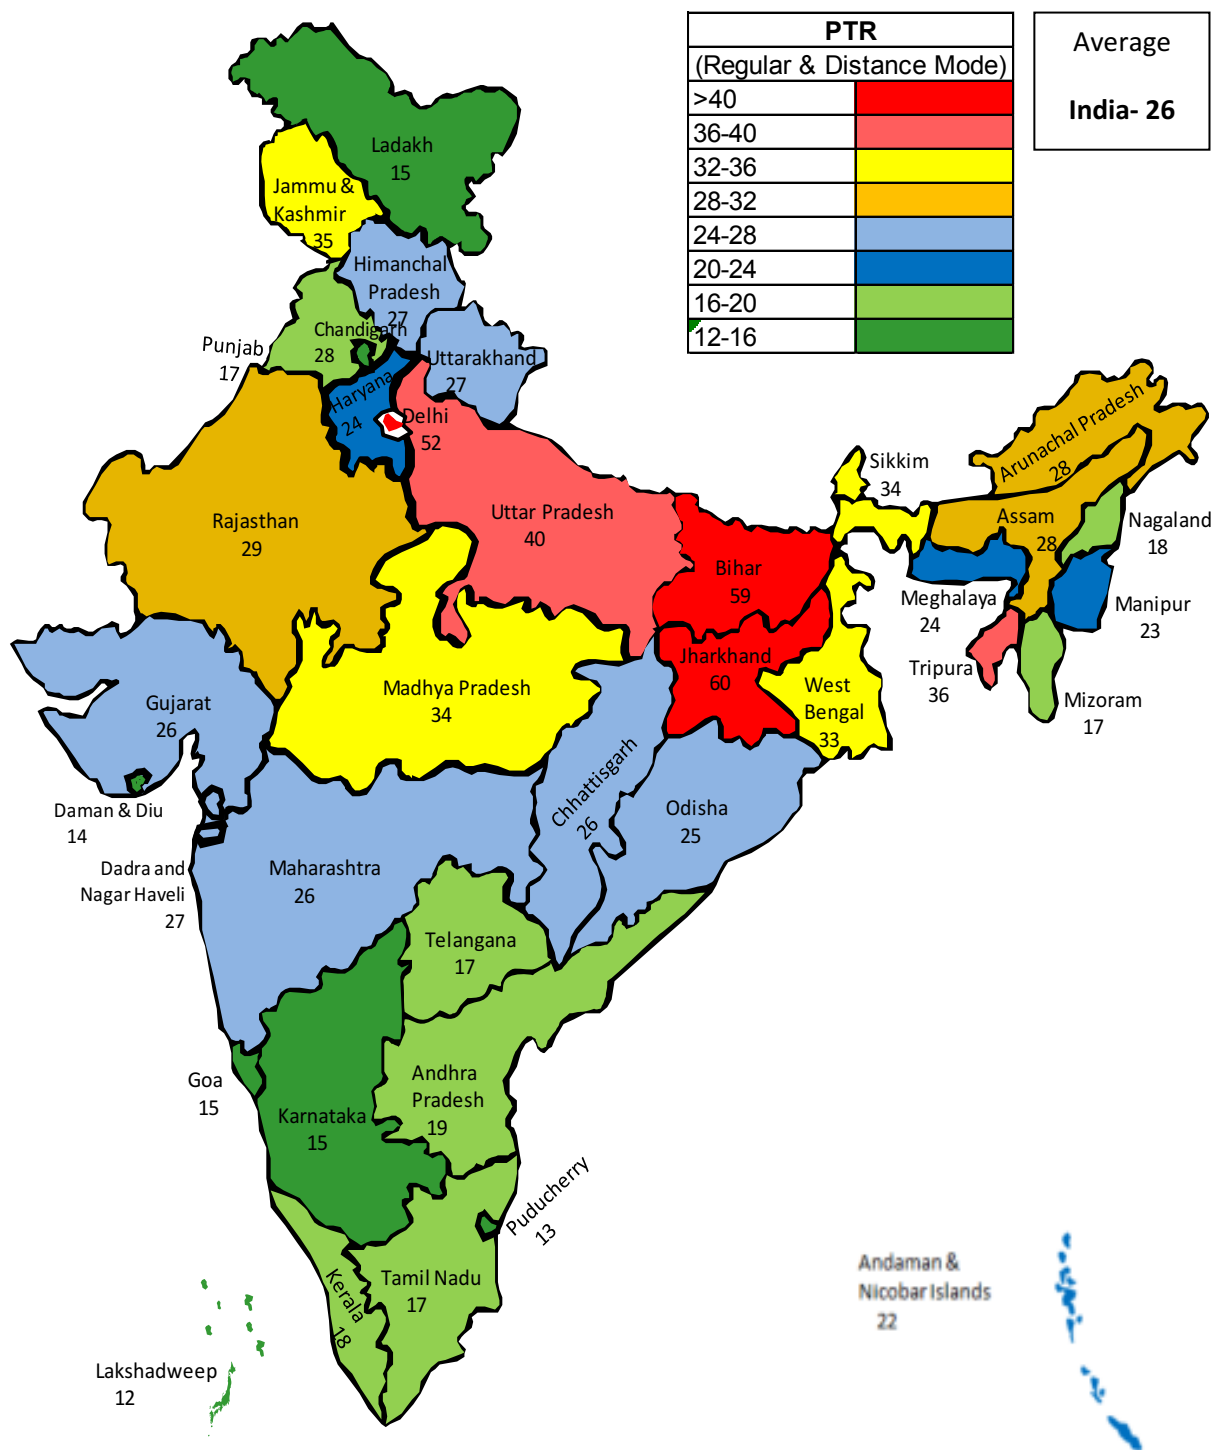 PTR
(Regular & Distance Mode)
>40
36-40
32-36
28-32
24-28
20-24
16-20
12-16
Average
India- 26
Ladakh
15
Jammu &
Kashmir
35
Himanchal
Pradesh
27
Chandigarh
28
Punjab
17
Uttarakhand
27
Haryana
24
Delhi
52
Rajasthan
29
Uttar Pradesh
40
Bihar
59
Sikkim
34
Arunachal Pradesh
28
Assam
28
Nagaland
18
Meghalaya
24
Manipur
23
Tripura
36
Mizoram
17
Jharkhand
60
West
Bengal
33
Madhya Pradesh
34
Gujarat
26
Daman & Diu
14
Dadra and
Nagar Haveli
27
Maharashtra
26
Chhattisgarh
26
Odisha
25
Telangana
17
Andhra
Pradesh
19
Goa
15
Karnataka
15
Puducherry
13
Tamil Nadu
17
Kerala
18
Lakshadweep
12
Andaman &
Nicobar Islands
22